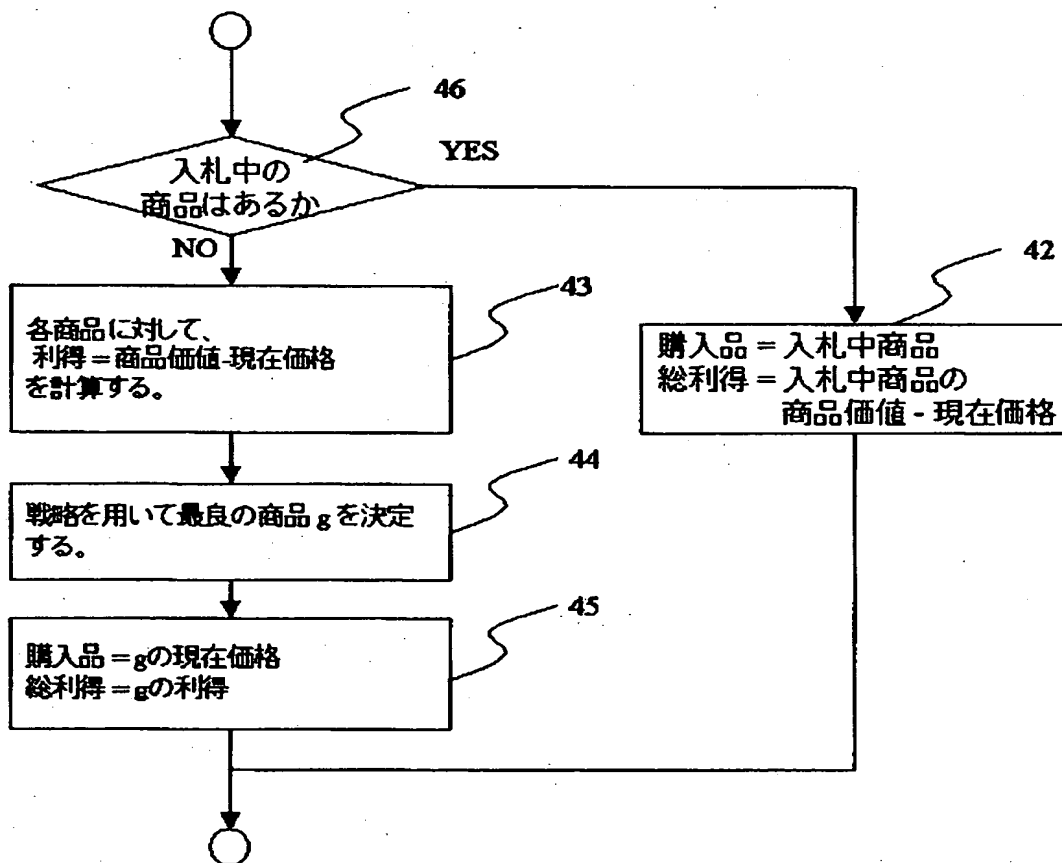 46
入札中の
商品はあるか
YES
NO
43
各商品に対して、
利得=商品価値-現在価格
を計算する。
42
購入品 = 入札中商品
総利得 = 入札中商品の
商品価値 - 現在価格
44
戦略を用いて最良の商品 g を決定
する。
45
購入品 = gの現在価格
総利得 = gの利得